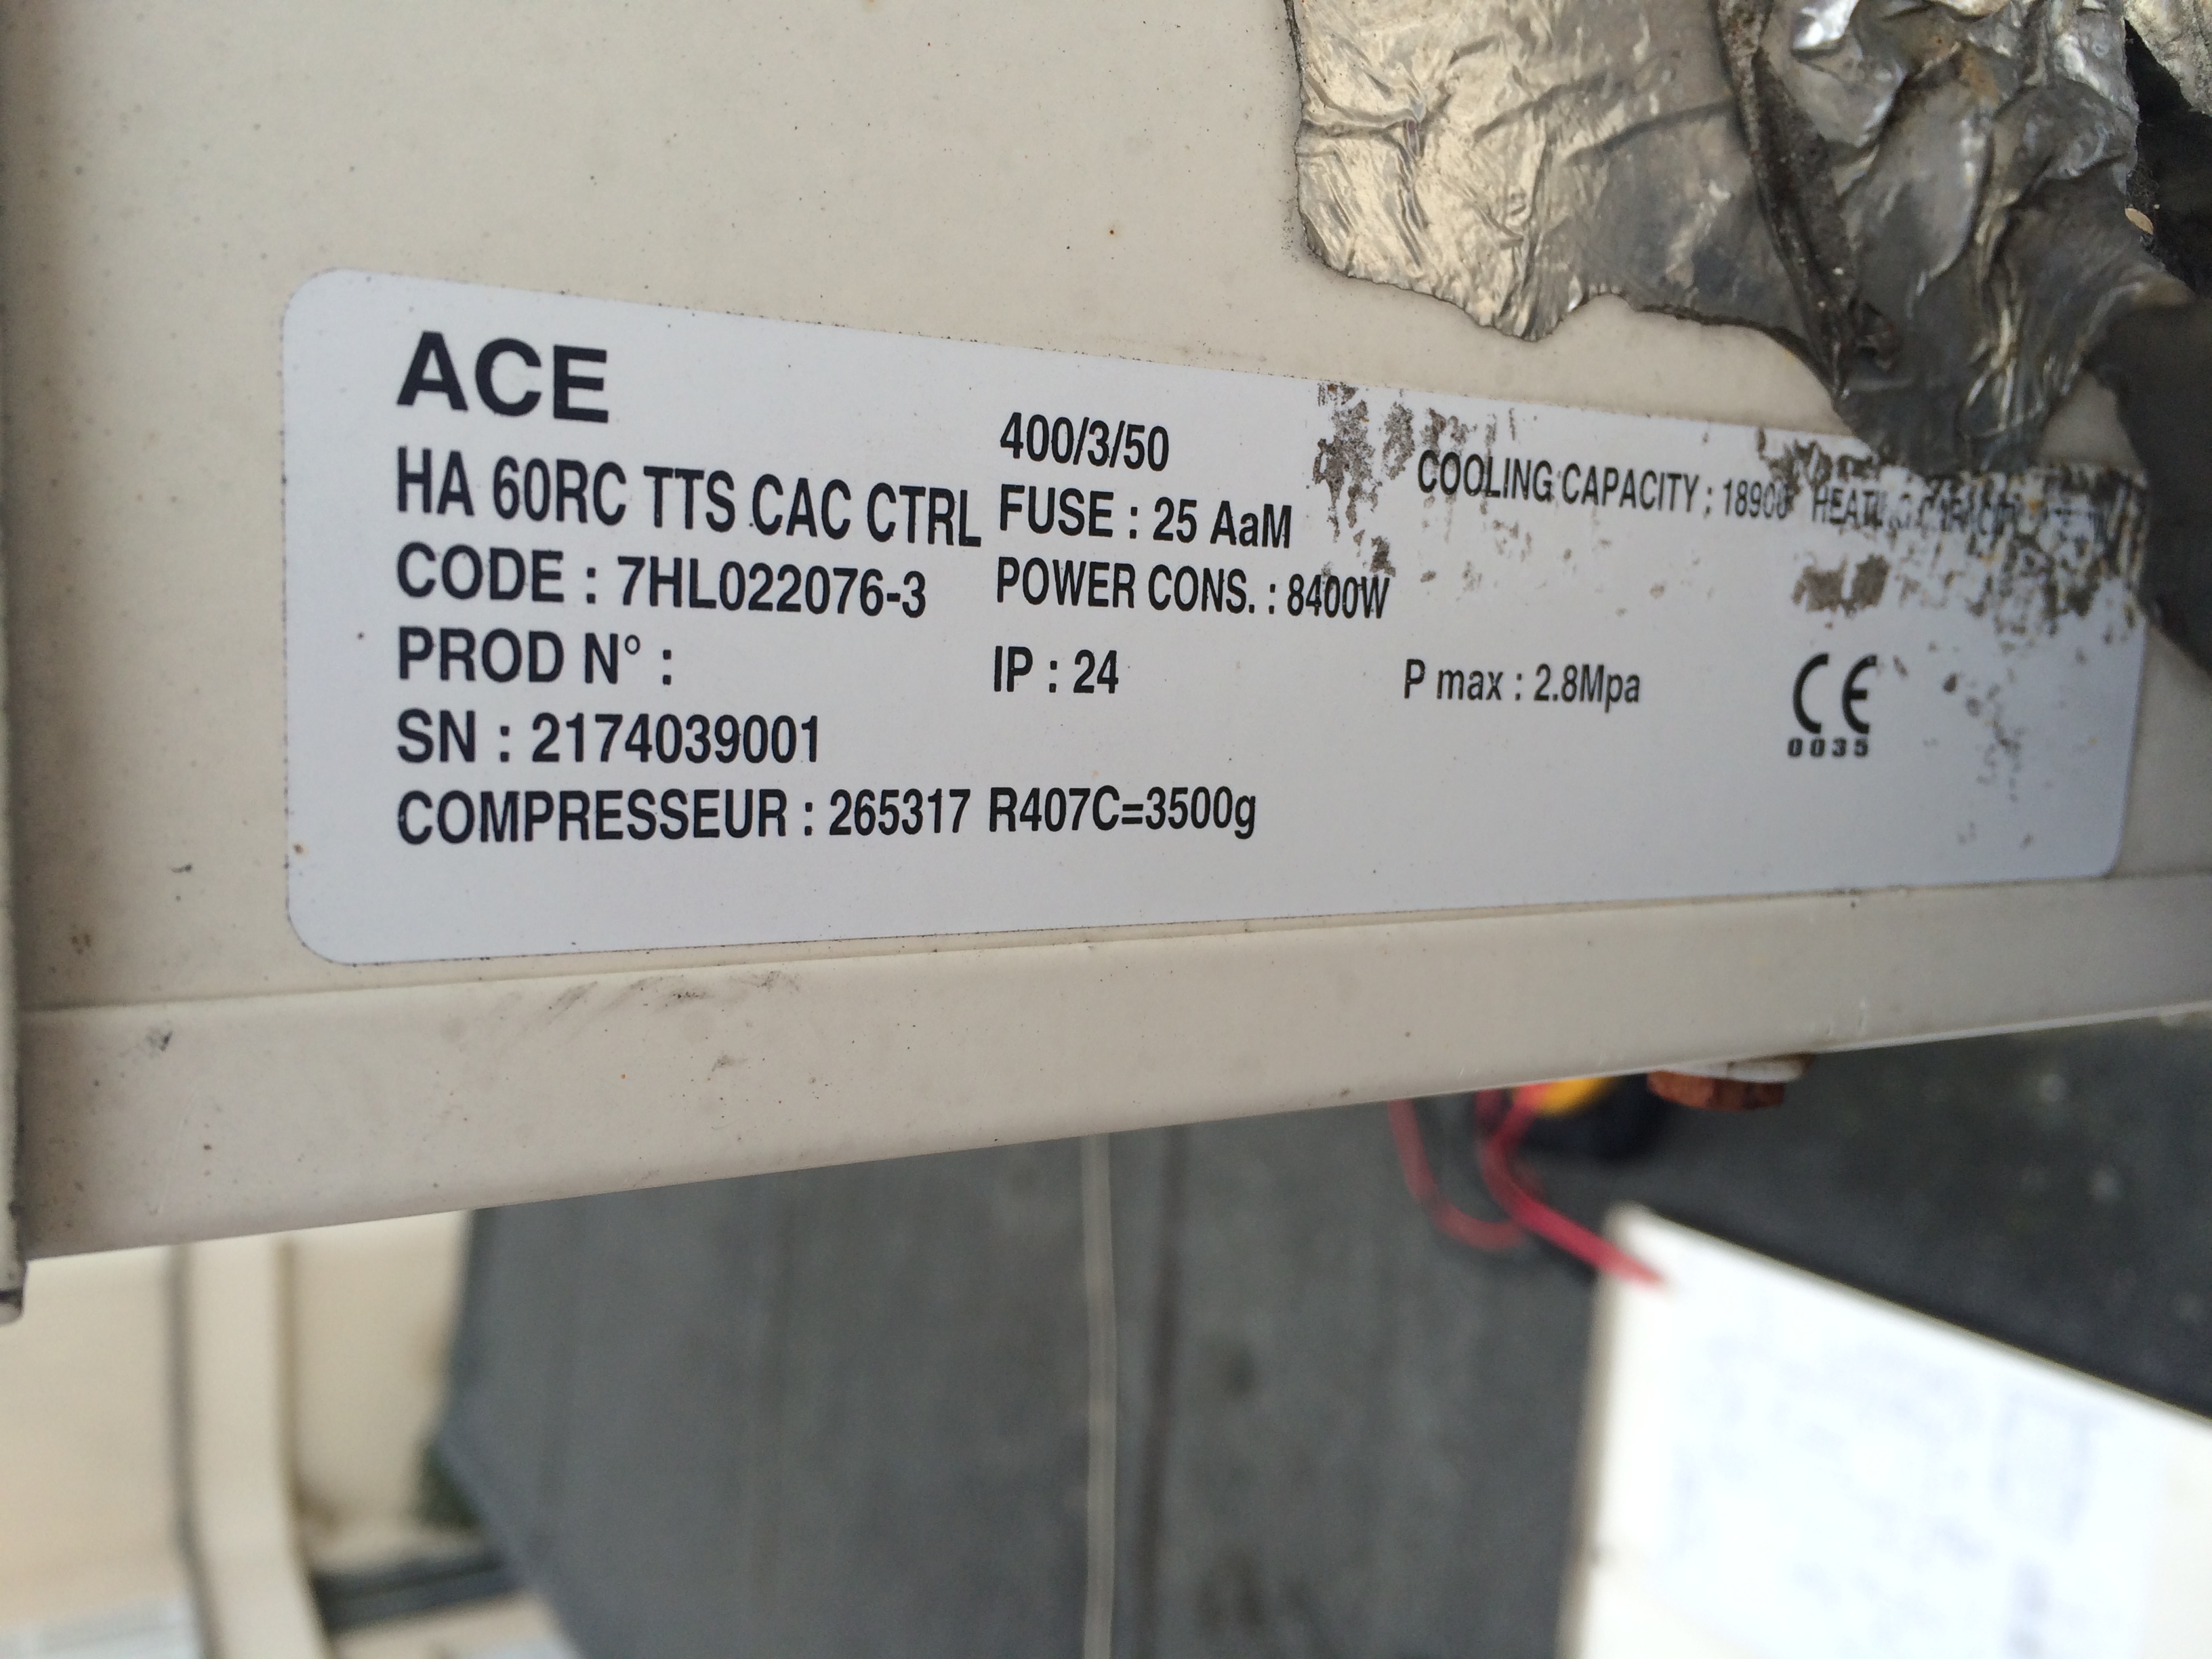 ACE
HA 60RC TTS CAC CTRL
CODE : 7HL022076-3
PROD N° :
SN : 2174039001
COMPRESSEUR : 265317 R407C=3500g
400/3/50
FUSE : 25 AaM
POWER CONS. : 8400W
IP : 24
COOLING CAPACITY :
P max : 2.8Mpa
CE
0035